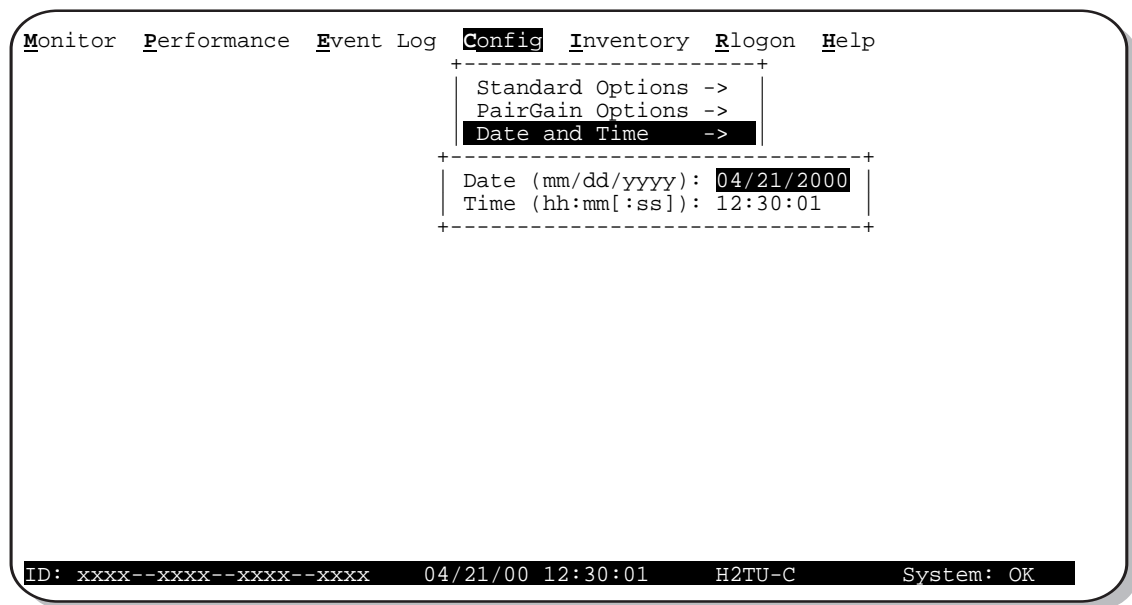 Monitor Performance Event Log Config Inventory Rlogon Help
Standard Options ->
PairGain Options ->
Date and Time ->
Date (mm/dd/yyyy): 04/21/2000
Time (hh:mm[:ss]): 12:30:01
ID: xxxx--xxxx--xxxx--xxxx 04/21/00 12:30:01 H2TU-C System: OK